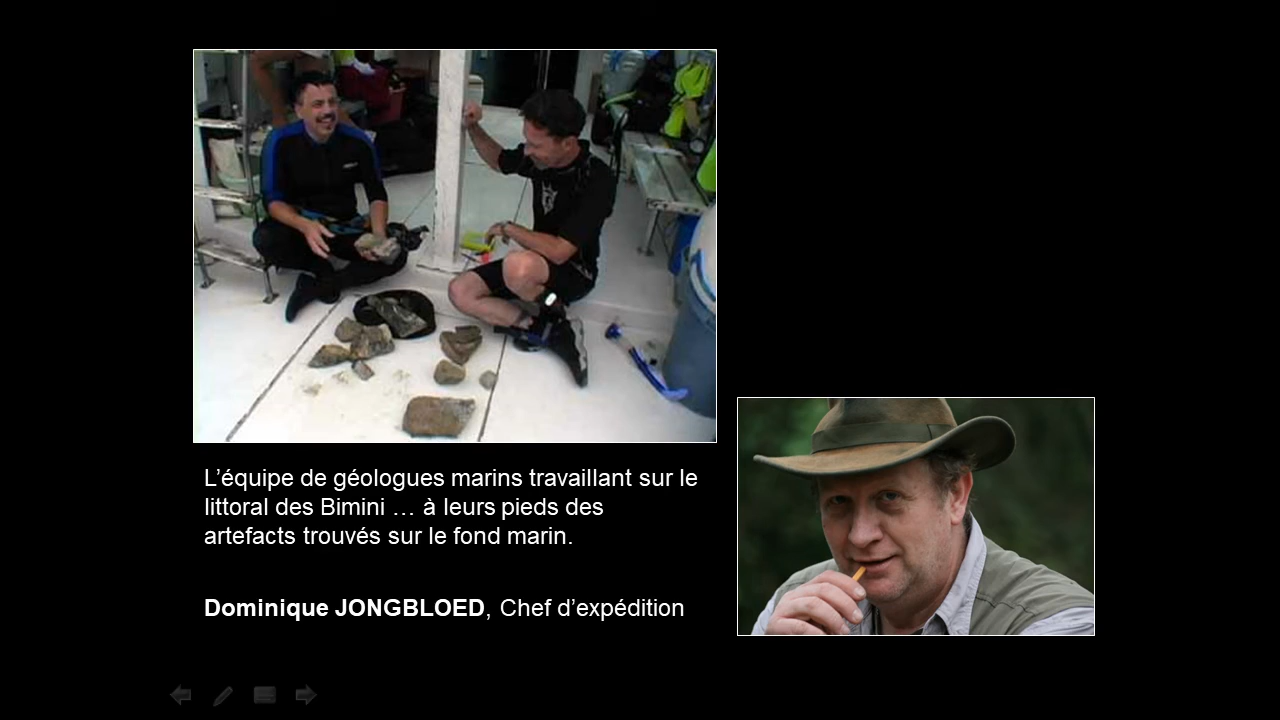 L’équipe de géologues marins travaillant sur le
littoral des Bimini … à leurs pieds des
artefacts trouvés sur le fond marin.
Dominique JONGBLOED, Chef d’expédition